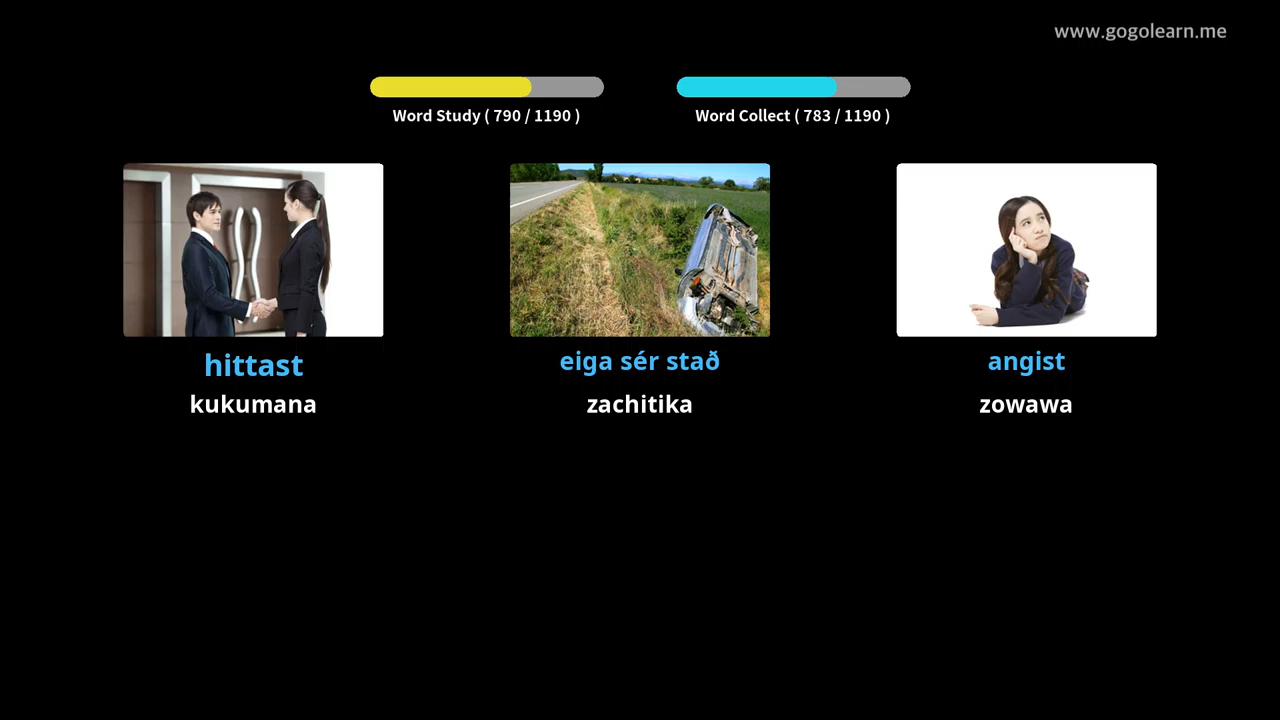 www.gogolearn.me
Word Study ( 790 / 1190 )
Word Collect ( 783 / 1190 )
hittast
eiga sér stað
angist
kukumana
zachitika
zowawa